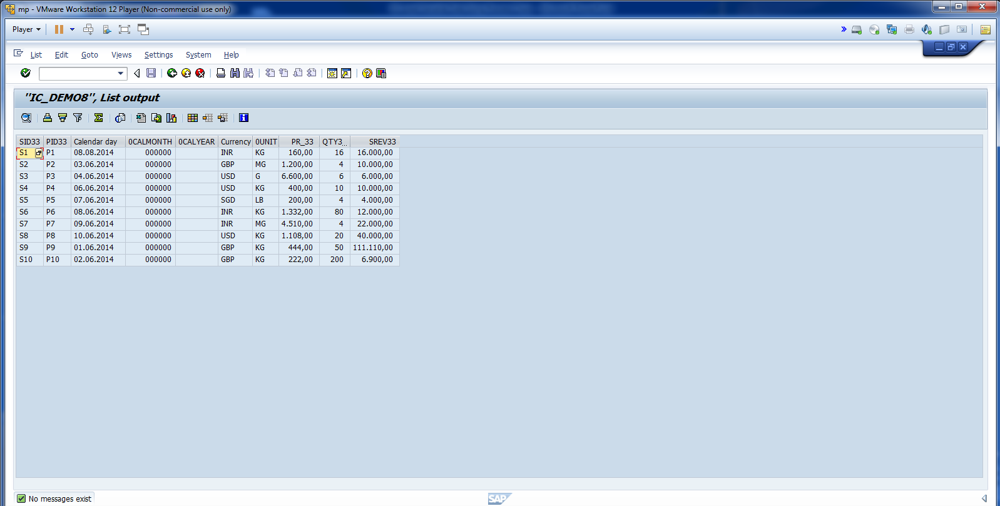 mp - VMware Workstation 12 Player (Non-commercial use only)
Player
List Edit Goto Views Settings System Help
"IC_DEMO8", List output
SID33 PID33 Calendar day 0CALMONTH 0CALYEAR Currency 0UNIT PR_33 QTY3... SREV33
S1 P1 08.08.2014 000000 INR KG 160,00 16 16.000,00
S2 P2 03.06.2014 000000 GBP MG 1.200,00 4 10.000,00
S3 P3 04.06.2014 000000 USD G 6.600,00 6 6.000,00
S4 P4 06.06.2014 000000 USD KG 400,00 10 10.000,00
S5 P5 07.06.2014 000000 SGD LB 200,00 4 4.000,00
S6 P6 08.06.2014 000000 INR KG 1.332,00 80 12.000,00
S7 P7 09.06.2014 000000 INR MG 4.510,00 4 22.000,00
S8 P8 10.06.2014 000000 USD KG 1.108,00 20 40.000,00
S9 P9 01.06.2014 000000 GBP KG 444,00 50 111.110,00
S10 P10 02.06.2014 000000 GBP KG 222,00 200 6.900,00
No messages exist
SAP